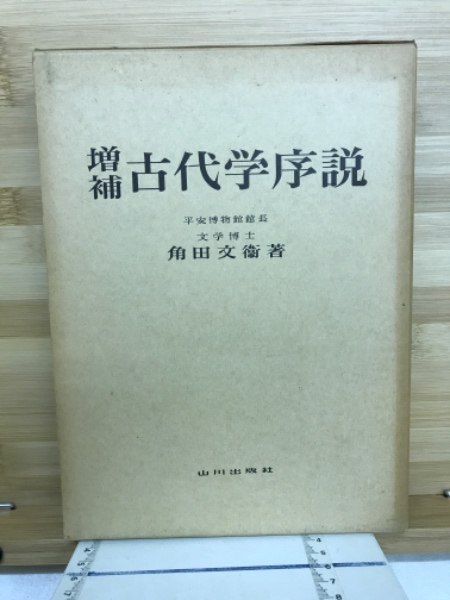 増補 古代学序説
平安博物館館長
文学博士
角田文衞著
山川出版社